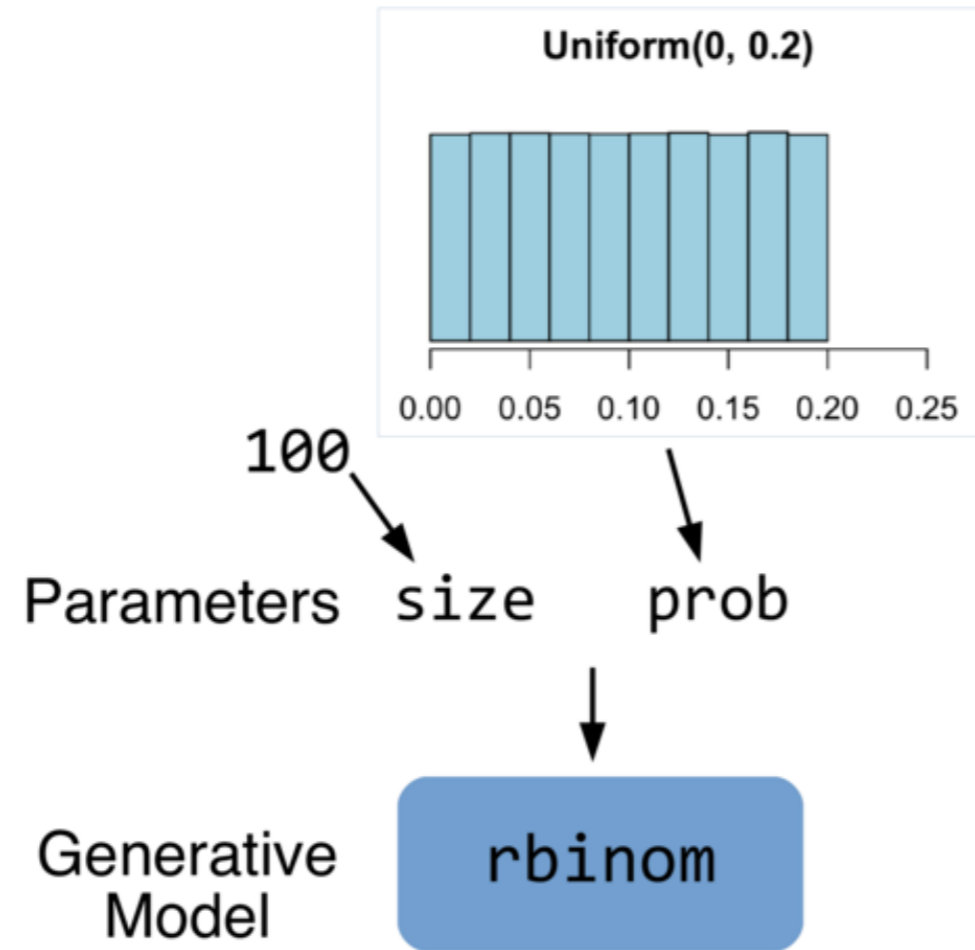 Uniform(0, 0.2)
0.00 0.05 0.10 0.15 0.20 0.25
100
Parameters size prob
Generative
Model
rbinom